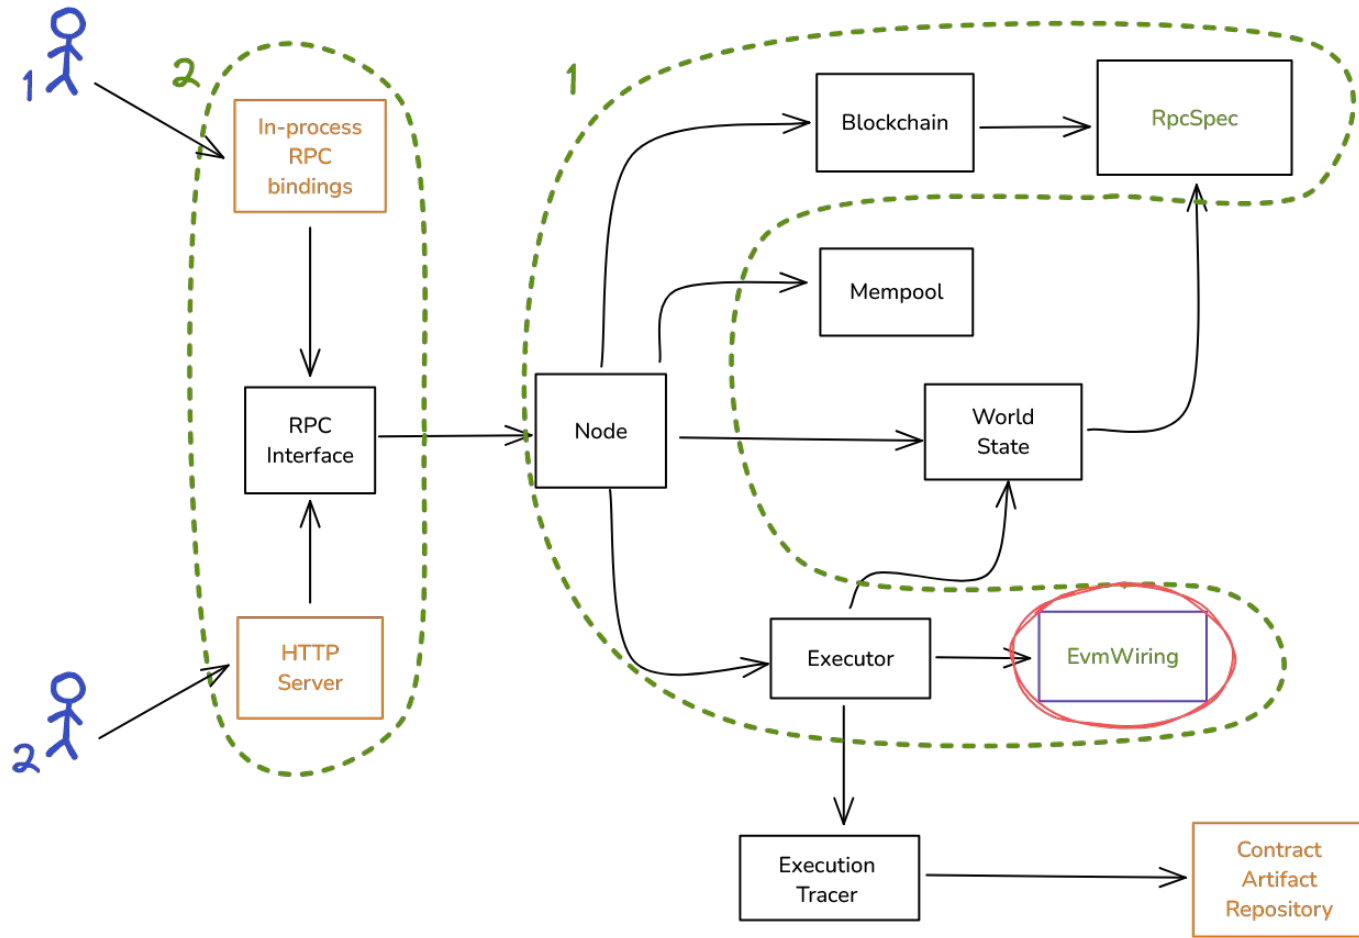 1
2
In-process
RPC
bindings
1
Blockchain
RpcSpec
Mempool
RPC
Interface
Node
World
State
HTTP
Server
Executor
EvmWiring
2
Execution
Tracer
Contract
Artifact
Repository